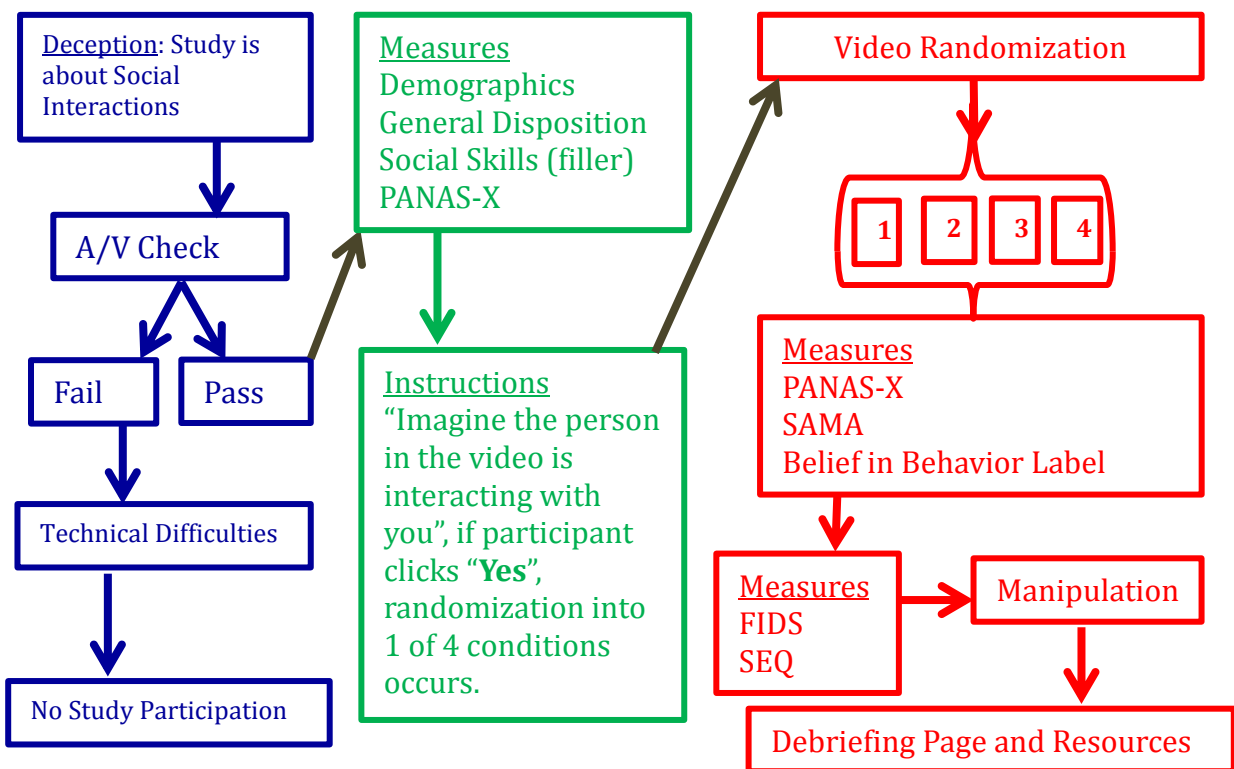 Deception: Study is
about Social
Interactions
A/V Check
Fail
Pass
Technical Difficulties
No Study Participation
Measures
Demographics
General Disposition
Social Skills (filler)
PANAS-X
Instructions
“Imagine the person
in the video is
interacting with
you”, if participant
clicks “Yes”,
randomization into
1 of 4 conditions
occurs.
Video Randomization
1
2
3
4
Measures
PANAS-X
SAMA
Belief in Behavior Label
Measures
FIDS
SEQ
Manipulation
Debriefing Page and Resources